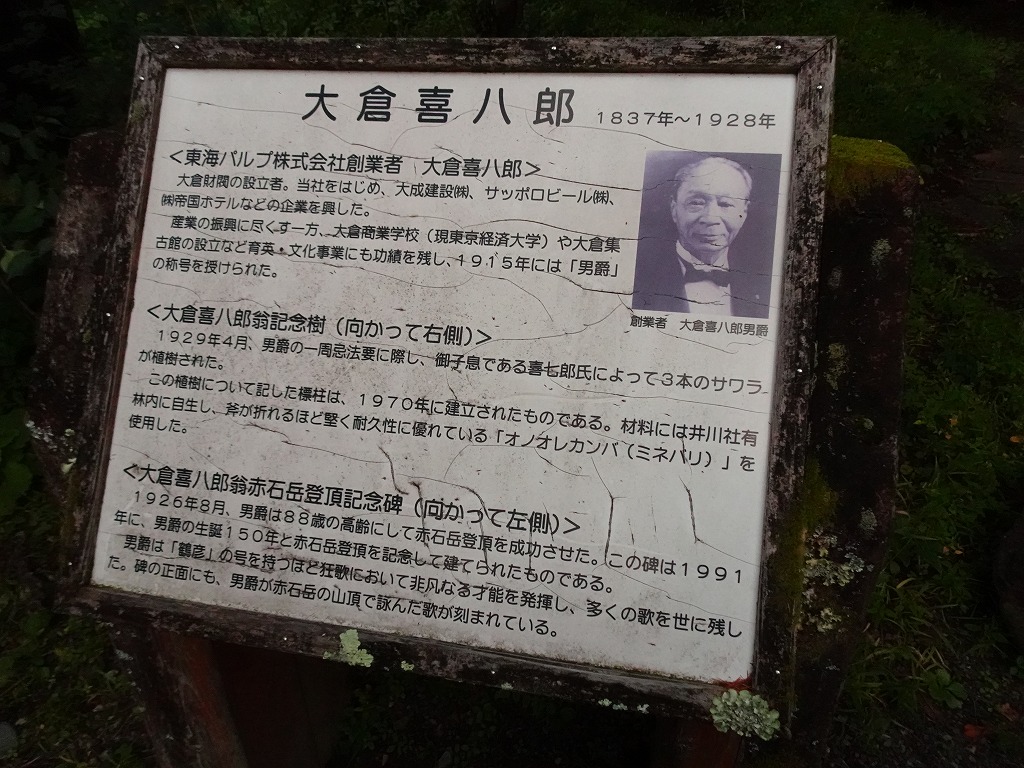 大倉喜八郎 1837年～1928年
＜東海パルプ株式会社創業者　大倉喜八郎＞
大倉財閥の設立者。当社をはじめ、大成建設㈱、サッポロビール㈱、
㈱帝国ホテルなどの企業を興した。
産業の振興に尽くす一方、大倉商業学校（現東京経済大学）や大倉集
古館の設立など育英・文化事業にも功績を残し、1915年には「男爵」
の称号を授けられた。
創業者　大倉喜八郎男爵
＜大倉喜八郎翁記念樹（向かって右側）＞
1929年4月、男爵の一周忌法要に際し、御子息である喜七郎氏によって3本のサワラ
が植樹された。
この植樹について記した標柱は、1970年に建立されたものである。材料には井川社有
林内に自生し、斧が折れるほど堅く耐久性に優れている「オノオレカンバ（ミネバリ）」を
使用した。
＜大倉喜八郎翁赤石岳登頂記念碑（向かって左側）＞
1926年8月、男爵は88歳の高齢にして赤石岳登頂を成功させた。この碑は1991
年に、男爵の生誕150年と赤石岳登頂を記念して建てられたものである。
男爵は「鶴彦」の号を持つほど狂歌において非凡なる才能を発揮し、多くの歌を世に残し
た。碑の正面にも、男爵が赤石岳の山頂で詠んだ歌が刻まれている。